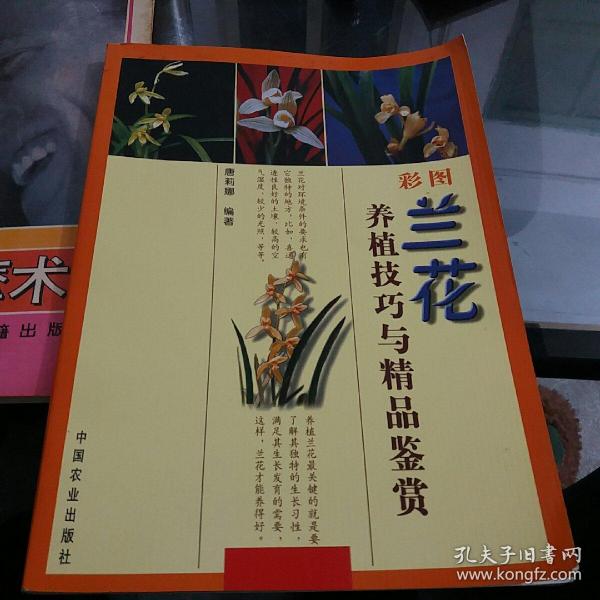 彩图
兰花
养植技巧与精品鉴赏
唐莉娜 编著
兰花对环境条件的要求也有
它独特的地方，比如，喜通
透性良好的土壤，较高的空
气湿度，较少的光照，等等。
养植兰花最关键的就是要
了解其独特的生长习性，
满足其生长发育的需要，
这样，兰花才能养得好。
中国农业出版社
术
籍出版
孔夫子旧书网
www.kongfz.com